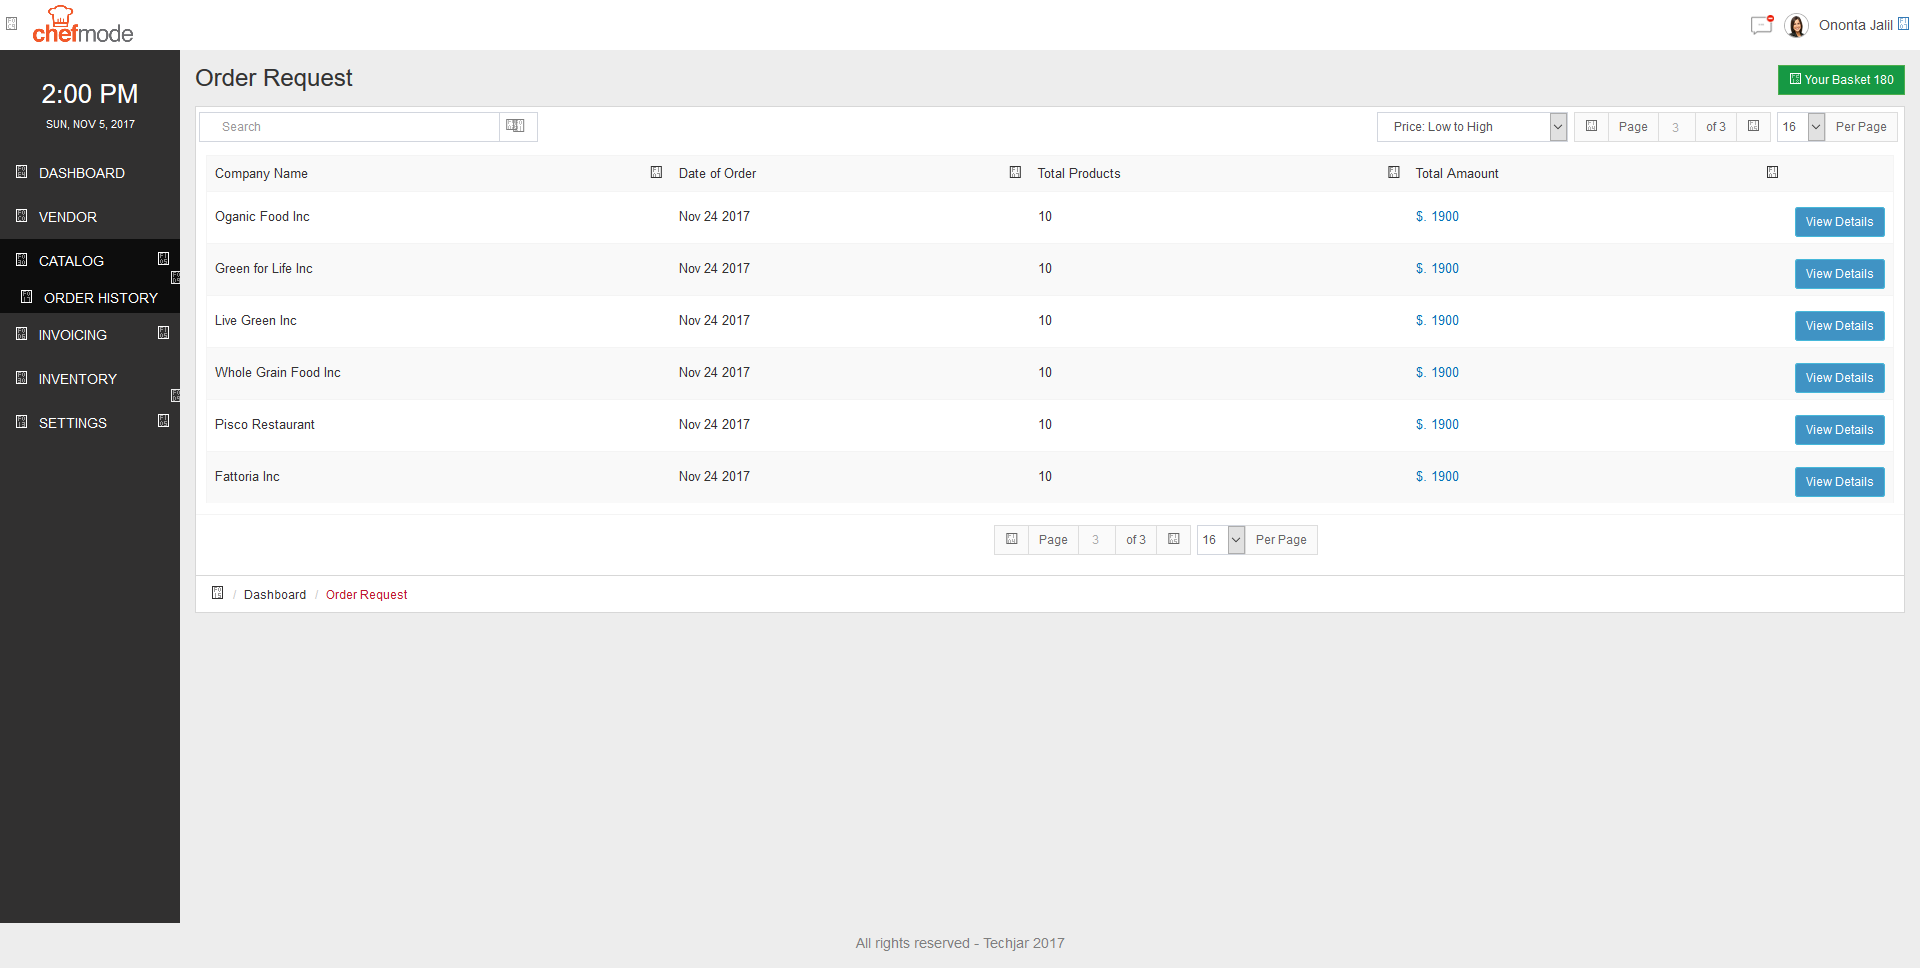 chefmode
Ononta Jalil
2:00 PM
SUN, NOV 5, 2017
DASHBOARD
VENDOR
CATALOG
ORDER HISTORY
INVOICING
INVENTORY
SETTINGS
Order Request
Your Basket 180
Search
Price: Low to High
Page 3 of 3
16 Per Page
Company Name Date of Order Total Products Total Amaount
Oganic Food Inc Nov 24 2017 10 $. 1900 View Details
Green for Life Inc Nov 24 2017 10 $. 1900 View Details
Live Green Inc Nov 24 2017 10 $. 1900 View Details
Whole Grain Food Inc Nov 24 2017 10 $. 1900 View Details
Pisco Restaurant Nov 24 2017 10 $. 1900 View Details
Fattoria Inc Nov 24 2017 10 $. 1900 View Details
Page 3 of 3 16 Per Page
/ Dashboard / Order Request
All rights reserved - Techjar 2017